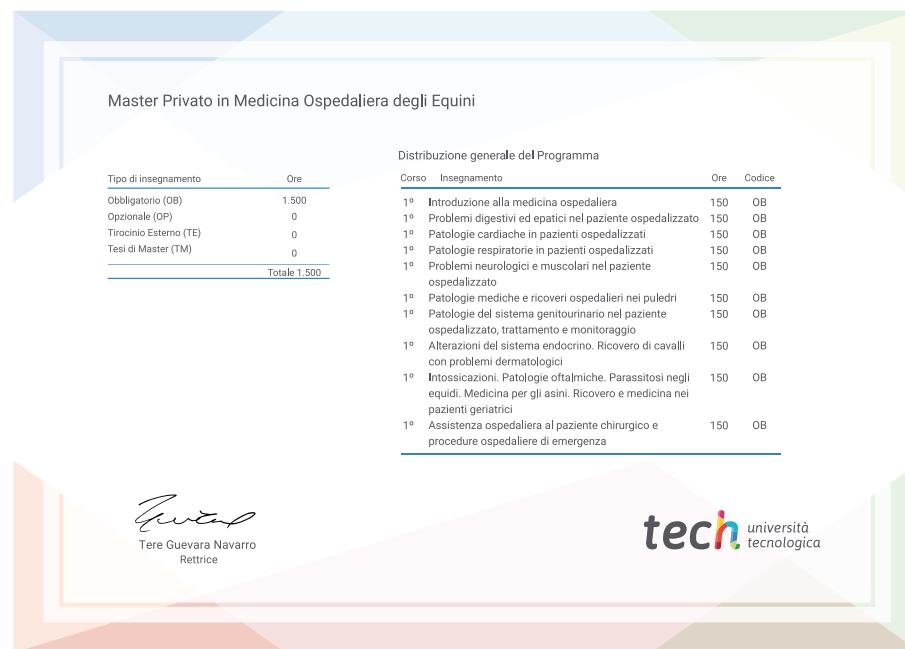 Master Privato in Medicina Ospedaliera degli Equini
Tipo di insegnamento Ore
Obbligatorio (OB) 1.500
Opzionale (OP) 0
Tirocinio Esterno (TE) 0
Tesi di Master (TM) 0
Totale 1.500
Distribuzione generale del Programma
Corso Insegnamento Ore Codice
1º Introduzione alla medicina ospedaliera 150 OB
1º Problemi digestivi ed epatici nel paziente ospedalizzato 150 OB
1º Patologie cardiache in pazienti ospedalizzati 150 OB
1º Patologie respiratorie in pazienti ospedalizzati 150 OB
1º Problemi neurologici e muscolari nel paziente 150 OB
ospedalizzato
1º Patologie mediche e ricoveri ospedalieri nei puledri 150 OB
1º Patologie del sistema genitourinario nel paziente 150 OB
ospedalizzato, trattamento e monitoraggio
1º Alterazioni del sistema endocrino. Ricovero di cavalli 150 OB
con problemi dermatologici
1º Intossicazioni. Patologie oftalmiche. Parassitosi negli 150 OB
equidi. Medicina per gli asini. Ricovero e medicina nei
pazienti geriatrici
1º Assistenza ospedaliera al paziente chirurgico e 150 OB
procedure ospedaliere di emergenza
Tere Guevara Navarro
Rettrice
tech università
tecnologica